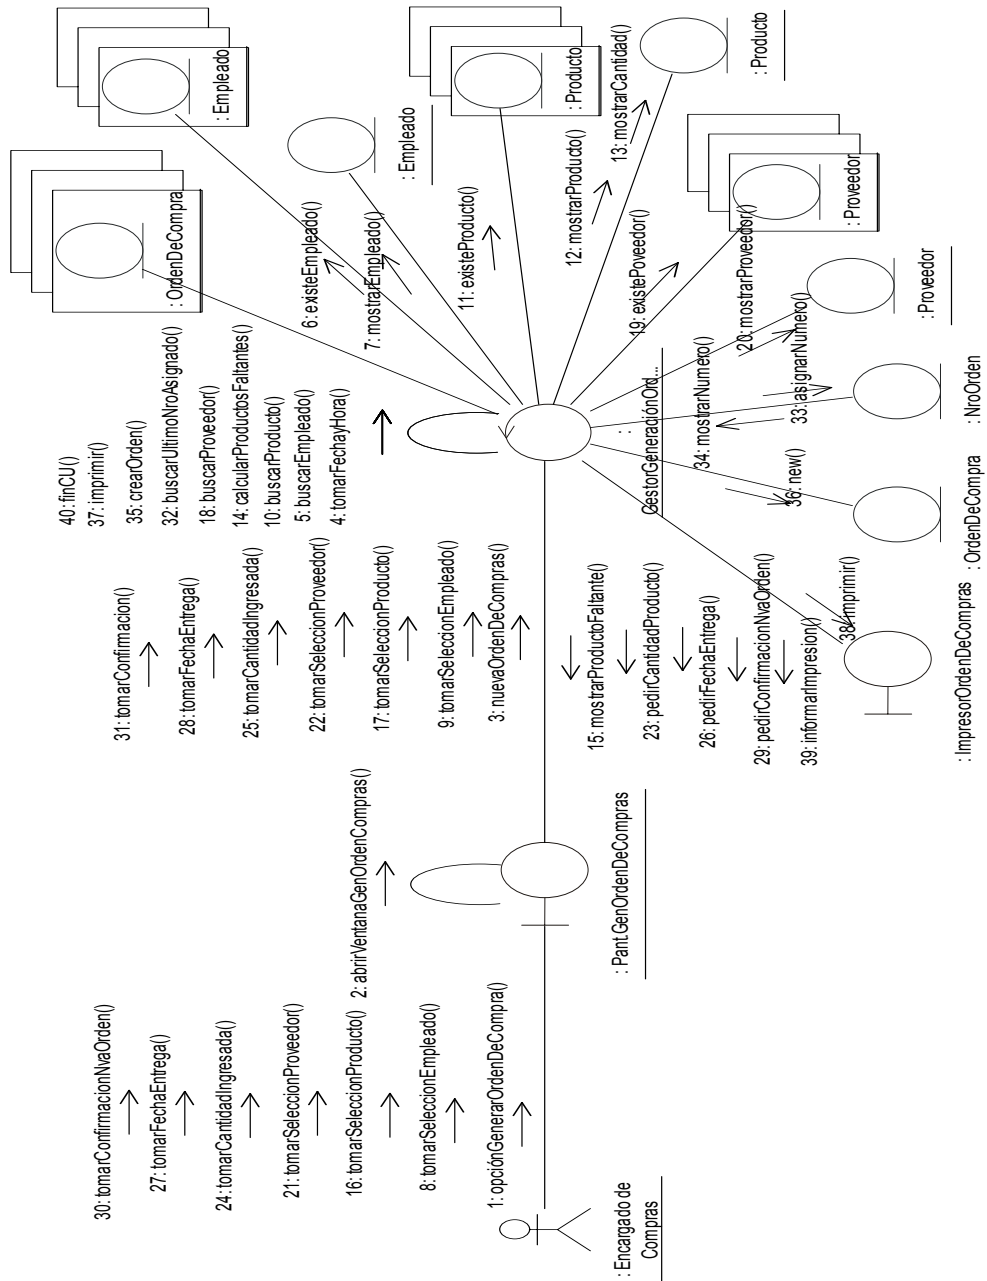 : OrdenDeCompra
: Empleado
: Empleado
: Producto
: Producto
: Proveedor
: Proveedor
: NroOrden
: OrdenDeCompra
: ImpresorOrdenDeCompras
6: existeEmpleado()
7: mostrarEmpleado()
11: existeProducto()
12: mostrarProducto()
13: mostrarCantidad()
19: existePoveedor()
20: mostrarProveedor()
33: asignarNumero()
34: mostrarNumero()
36: new()
38: imprimir()
:
GestorGeneraciónOrd...
40: finCU()
37: imprimir()
35: crearOrden()
32: buscarUltimoNroAsignado()
18: buscarProveedor()
14: calcularProductosFaltantes()
10: buscarProducto()
5: buscarEmpleado()
4: tomarFechayHora()
31: tomarConfirmacion()
28: tomarFechaEntrega()
25: tomarCantidadIngresada()
22: tomarSeleccionProveedor()
17: tomarSeleccionProducto()
9: tomarSeleccionEmpleado()
3: nuevaOrdenDeCompras()
15: mostrarProductoFaltante()
23: pedirCantidadProducto()
26: pedirFechaEntrega()
29: pedirConfirmacionNvaOrden()
39: informarImpresion()
2: abrirVentanaGenOrdenCompras()
: Pant.GenOrdenDeCompras
30: tomarConfirmacionNvaOrden()
27: tomarFechaEntrega()
24: tomarCantidadIngresada()
21: tomarSeleccionProveedor()
16: tomarSeleccionProducto()
8: tomarSeleccionEmpleado()
1: opciónGenerarOrdenDeCompra()
: Encargado de
Compras